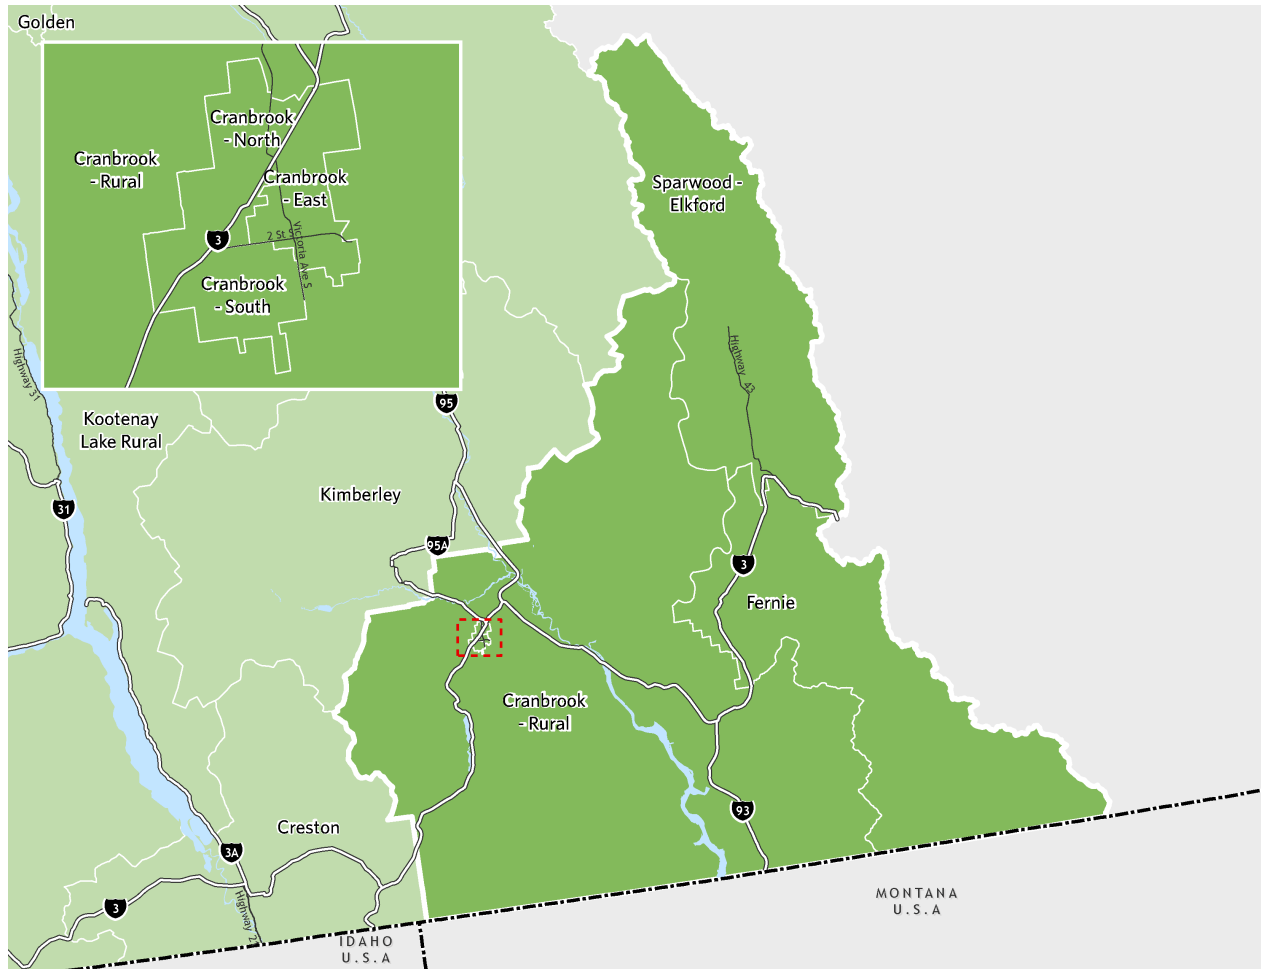 Golden
Cranbrook
- North
Cranbrook
- Rural
Cranbrook
- East
3
2 St S
Victoria Ave S
Cranbrook
- South
Sparwood -
Elkford
Highway 31
Highway 43
95
Kootenay
Lake Rural
Kimberley
31
95A
3
Fernie
Cranbrook
- Rural
93
Creston
3A
3
Highway 21
MONTANA
U.S.A
IDAHO
U.S.A